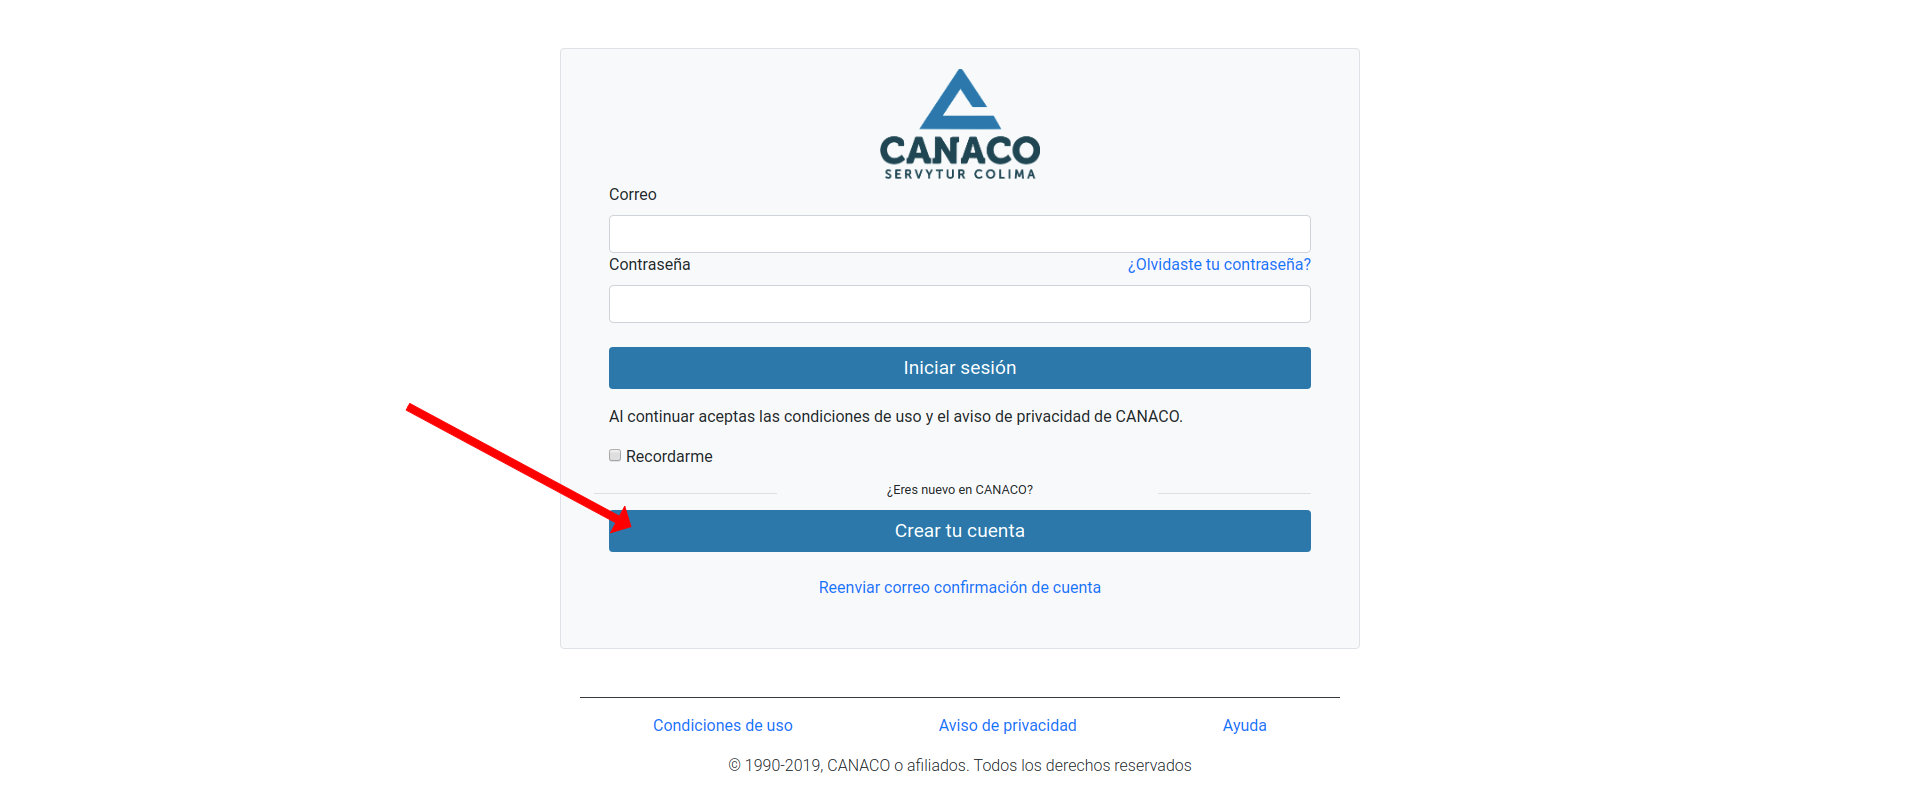 CANACO
SERVYTUR COLIMA
Correo
Contraseña ¿Olvidaste tu contraseña?
Iniciar sesión
Al continuar aceptas las condiciones de uso y el aviso de privacidad de CANACO.
Recordarme
¿Eres nuevo en CANACO?
Crear tu cuenta
Reenviar correo confirmación de cuenta
Condiciones de uso Aviso de privacidad Ayuda
© 1990-2019, CANACO o afiliados. Todos los derechos reservados